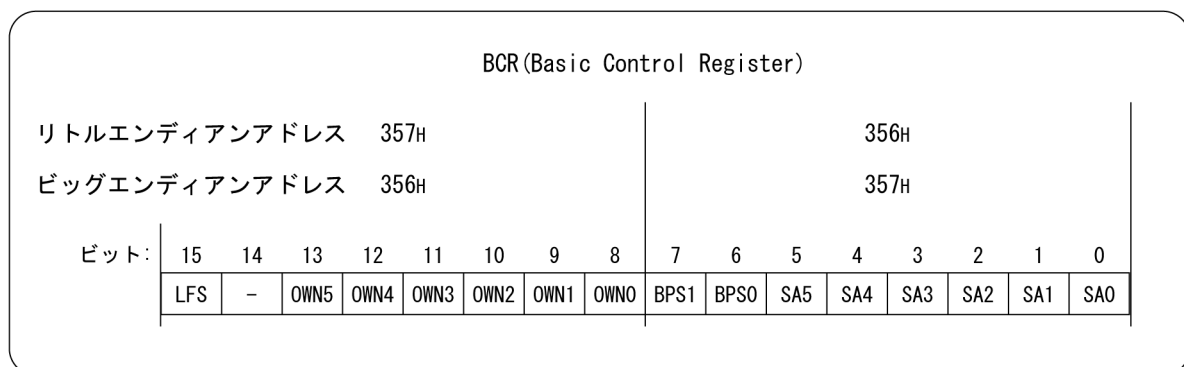 BCR(Basic Control Register)
リトルエンディアンアドレス 357H 356H
ビッグエンディアンアドレス 356H 357H
ビット: 15 14 13 12 11 10 9 8 7 6 5 4 3 2 1 0
LFS - OWN5 OWN4 OWN3 OWN2 OWN1 OWN0 BPS1 BPS0 SA5 SA4 SA3 SA2 SA1 SA0